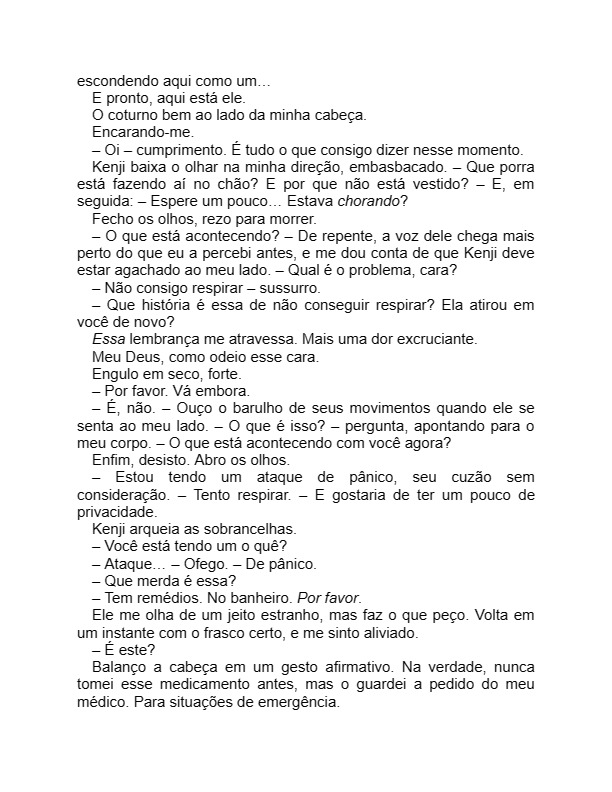 escondendo aqui como um…
E pronto, aqui está ele.
O coturno bem ao lado da minha cabeça.
Encarando-me.
– Oi – cumprimento. É tudo o que consigo dizer nesse momento.
Kenji baixa o olhar na minha direção, embasbacado. – Que porra
está fazendo aí no chão? E por que não está vestido? – E, em
seguida: – Espere um pouco… Estava chorando?
Fecho os olhos, rezo para morrer.
– O que está acontecendo? – De repente, a voz dele chega mais
perto do que eu a percebi antes, e me dou conta de que Kenji deve
estar agachado ao meu lado. – Qual é o problema, cara?
– Não consigo respirar – sussurro.
– Que história é essa de não conseguir respirar? Ela atirou em
você de novo?
Essa lembrança me atravessa. Mais uma dor excruciante.
Meu Deus, como odeio esse cara.
Engulo em seco, forte.
– Por favor. Vá embora.
– É, não. – Ouço o barulho de seus movimentos quando ele se
senta ao meu lado. – O que é isso? – pergunta, apontando para o
meu corpo. – O que está acontecendo com você agora?
Enfim, desisto. Abro os olhos.
– Estou tendo um ataque de pânico, seu cuzão sem
consideração. – Tento respirar. – E gostaria de ter um pouco de
privacidade.
Kenji arqueia as sobrancelhas.
– Você está tendo um o quê?
– Ataque… – Ofego. – De pânico.
– Que merda é essa?
– Tem remédios. No banheiro. Por favor.
Ele me olha de um jeito estranho, mas faz o que peço. Volta em
um instante com o frasco certo, e me sinto aliviado.
– É este?
Balanço a cabeça em um gesto afirmativo. Na verdade, nunca
tomei esse medicamento antes, mas o guardei a pedido do meu
médico. Para situações de emergência.